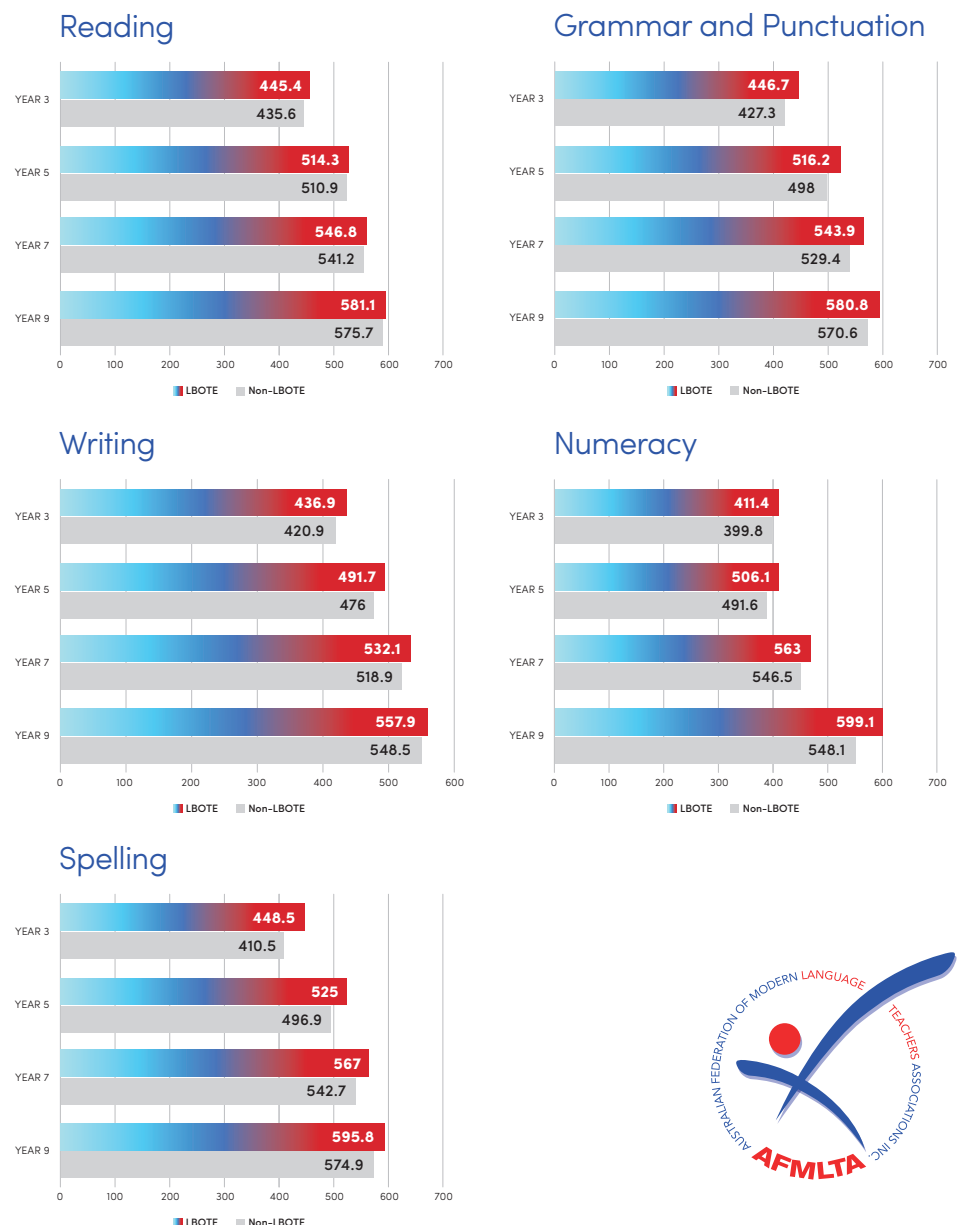 Reading
YEAR 3
445.4
435.6
YEAR 5
514.3
510.9
YEAR 7
546.8
541.2
YEAR 9
581.1
575.7
0 100 200 300 400 500 600 700
LBOTE Non-LBOTE
Grammar and Punctuation
YEAR 3
446.7
427.3
YEAR 5
516.2
498
YEAR 7
543.9
529.4
YEAR 9
580.8
570.6
0 100 200 300 400 500 600 700
LBOTE Non-LBOTE
Writing
YEAR 3
436.9
420.9
YEAR 5
491.7
476
YEAR 7
532.1
518.9
YEAR 9
557.9
548.5
0 100 200 300 400 500 600
LBOTE Non-LBOTE
Numeracy
YEAR 3
411.4
399.8
YEAR 5
506.1
491.6
YEAR 7
563
546.5
YEAR 9
599.1
548.1
0 100 200 300 400 500 600 700
LBOTE Non-LBOTE
Spelling
YEAR 3
448.5
410.5
YEAR 5
525
496.9
YEAR 7
567
542.7
YEAR 9
595.8
574.9
0 100 200 300 400 500 600 700
LBOTE Non-LBOTE
AUSTRALIAN FEDERATION OF MODERN LANGUAGE TEACHERS ASSOCIATIONS INC.
AFMLTA